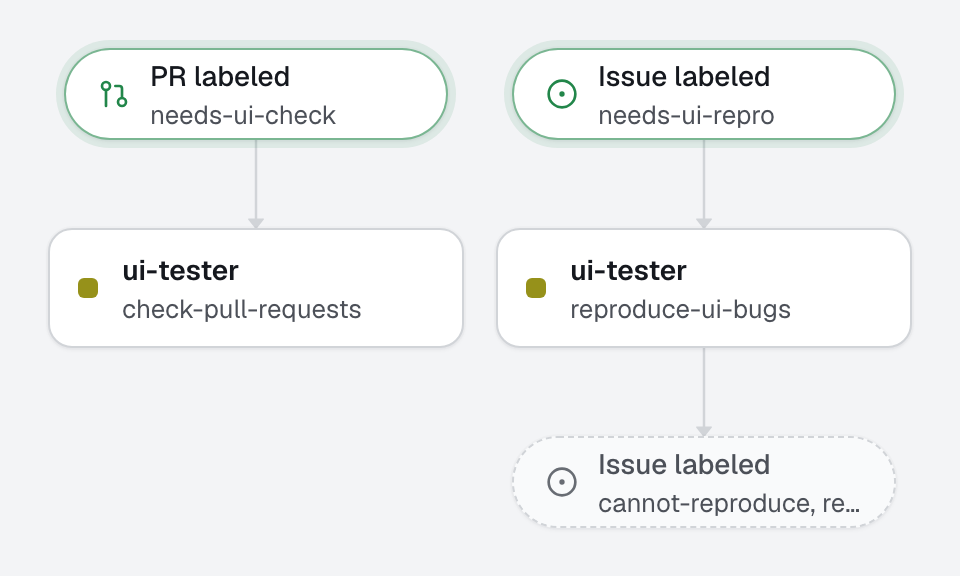 PR labeled
needs-ui-check
Issue labeled
needs-ui-repro
ui-tester
check-pull-requests
ui-tester
reproduce-ui-bugs
Issue labeled
cannot-reproduce, re…